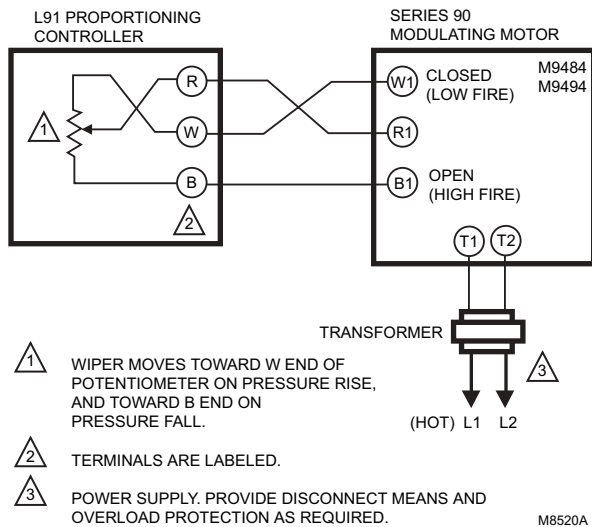 L91 PROPORTIONING
CONTROLLER
SERIES 90
MODULATING MOTOR
M9484
M9494
R
W
B
1
2
W1
CLOSED
(LOW FIRE)
R1
B1
OPEN
(HIGH FIRE)
T1
T2
TRANSFORMER
3
(HOT) L1 L2
1
WIPER MOVES TOWARD W END OF
POTENTIOMETER ON PRESSURE RISE,
AND TOWARD B END ON
PRESSURE FALL.
2
TERMINALS ARE LABELED.
3
POWER SUPPLY. PROVIDE DISCONNECT MEANS AND
OVERLOAD PROTECTION AS REQUIRED.
M8520A